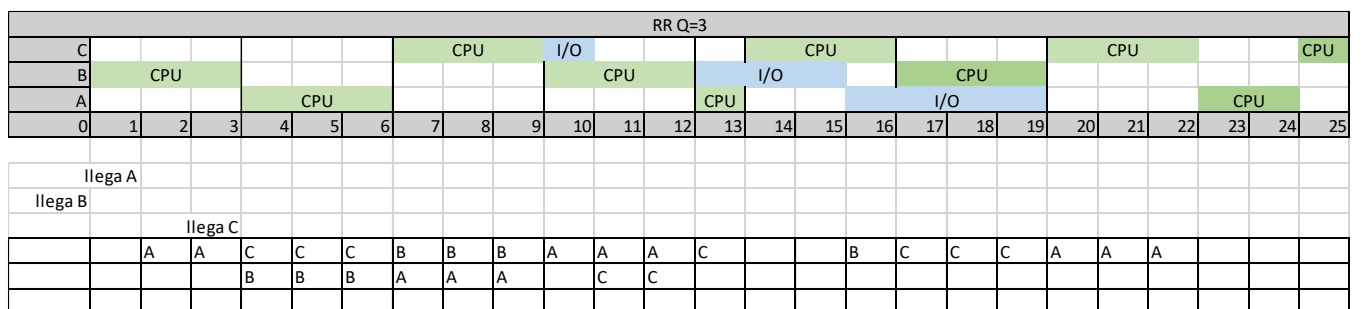 RR Q=3
C CPU I/O CPU CPU CPU
B CPU CPU I/O CPU
A CPU CPU I/O CPU
0 1 2 3 4 5 6 7 8 9 10 11 12 13 14 15 16 17 18 19 20 21 22 23 24 25
llega A
llega B
llega C
A A C C C B B B A A A C B C C C A A A
B B B A A A C C